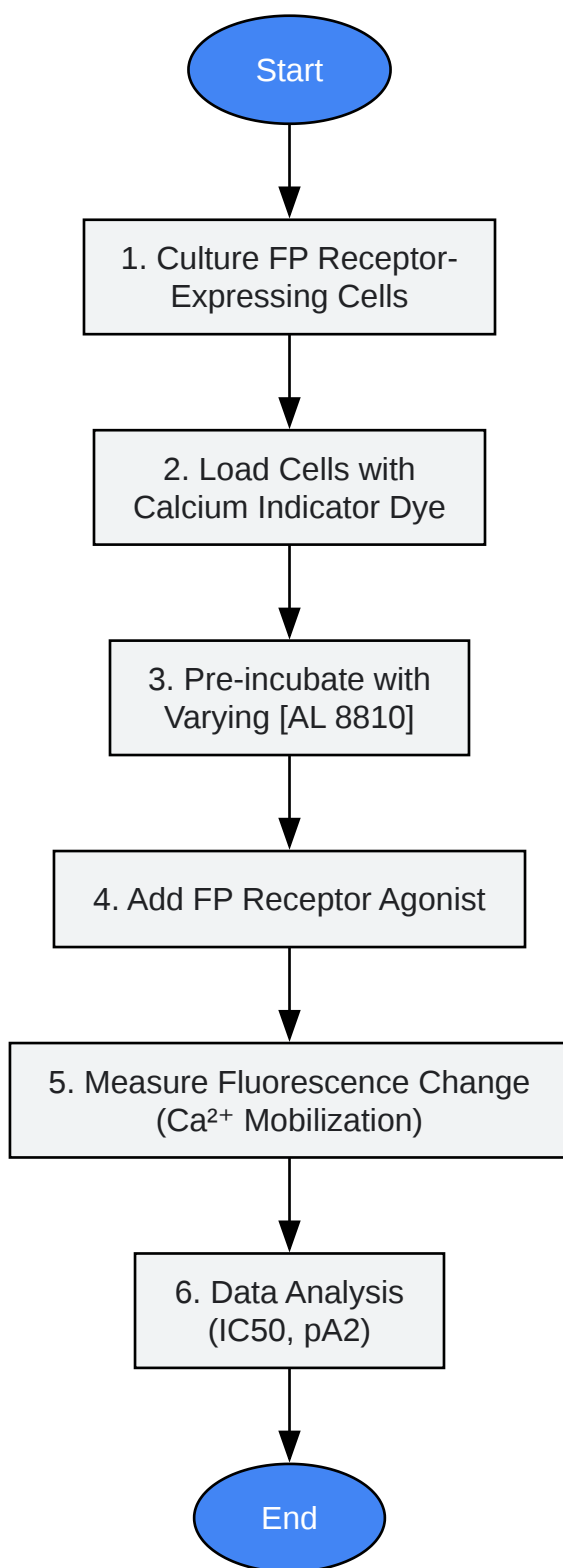 Start
1. Culture FP Receptor-
Expressing Cells
2. Load Cells with
Calcium Indicator Dye
3. Pre-incubate with
Varying [AL 8810]
4. Add FP Receptor Agonist
5. Measure Fluorescence Change
(Ca²⁺ Mobilization)
6. Data Analysis
(IC50, pA2)
End